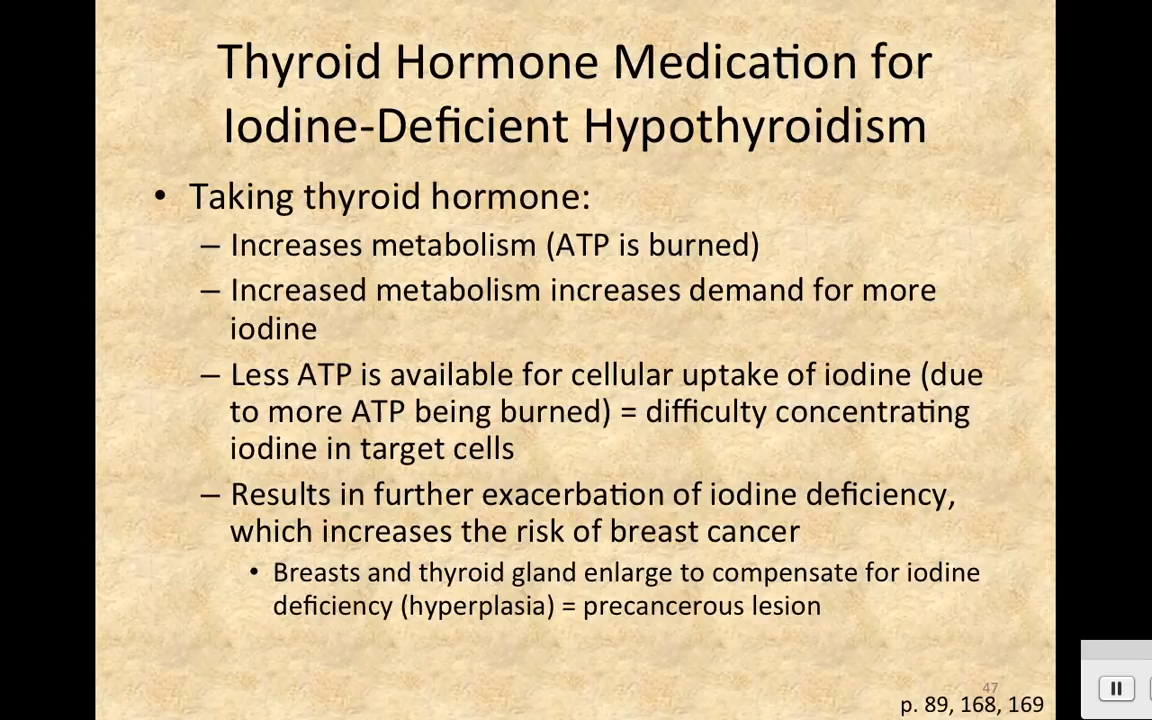 Thyroid Hormone Medication for
Iodine-Deficient Hypothyroidism
• Taking thyroid hormone:
– Increases metabolism (ATP is burned)
– Increased metabolism increases demand for more
iodine
– Less ATP is available for cellular uptake of iodine (due
to more ATP being burned) = difficulty concentrating
iodine in target cells
– Results in further exacerbation of iodine deficiency,
which increases the risk of breast cancer
• Breasts and thyroid gland enlarge to compensate for iodine
deficiency (hyperplasia) = precancerous lesion
47
p. 89, 168, 169